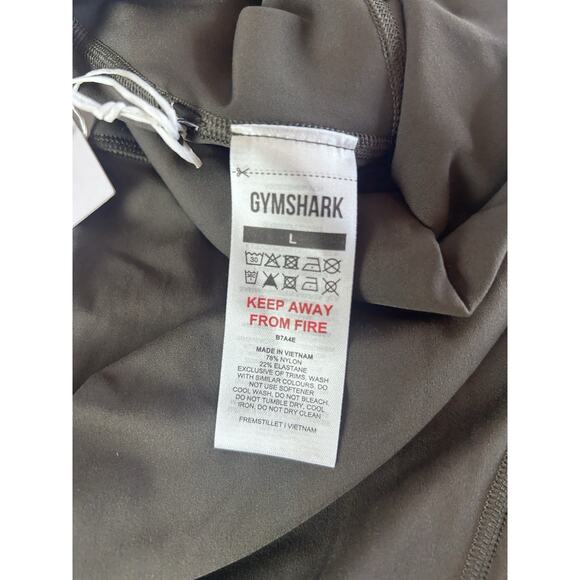 GYMSHARK
L
30
KEEP AWAY
FROM FIRE
B7A4E
MADE IN VIETNAM
78% NYLON
22% ELASTANE
EXCLUSIVE OF TRIMS, WASH
WITH SIMILAR COLOURS, DO
NOT USE SOFTENER
COOL WASH, DO NOT BLEACH,
DO NOT TUMBLE DRY, COOL
IRON, DO NOT DRY CLEAN
FREMSTILLET I VIETNAM